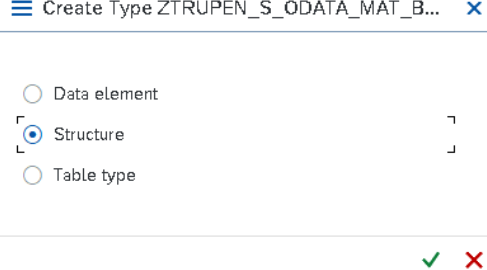 Create Type ZTRUPEN_S_ODATA_MAT_B...
Data element
Structure
Table type